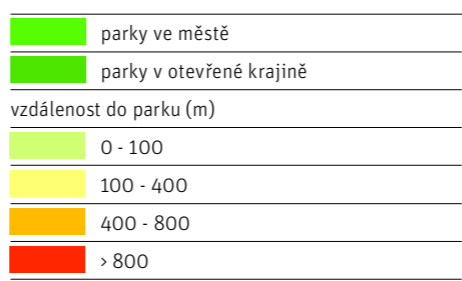 parky ve městě
parky v otevřené krajině
vzdálenost do parku (m)
0 - 100
100 - 400
400 - 800
> 800